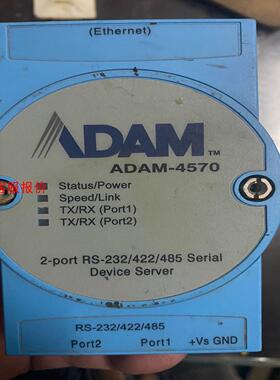 (Ethernet)
ADAM™
ADAM-4570
Status/Power
Speed/Link
TX/RX (Port1)
TX/RX (Port2)
2-port RS-232/422/485 Serial
Device Server
RS-232/422/485
Port2 Port1 +Vs GND